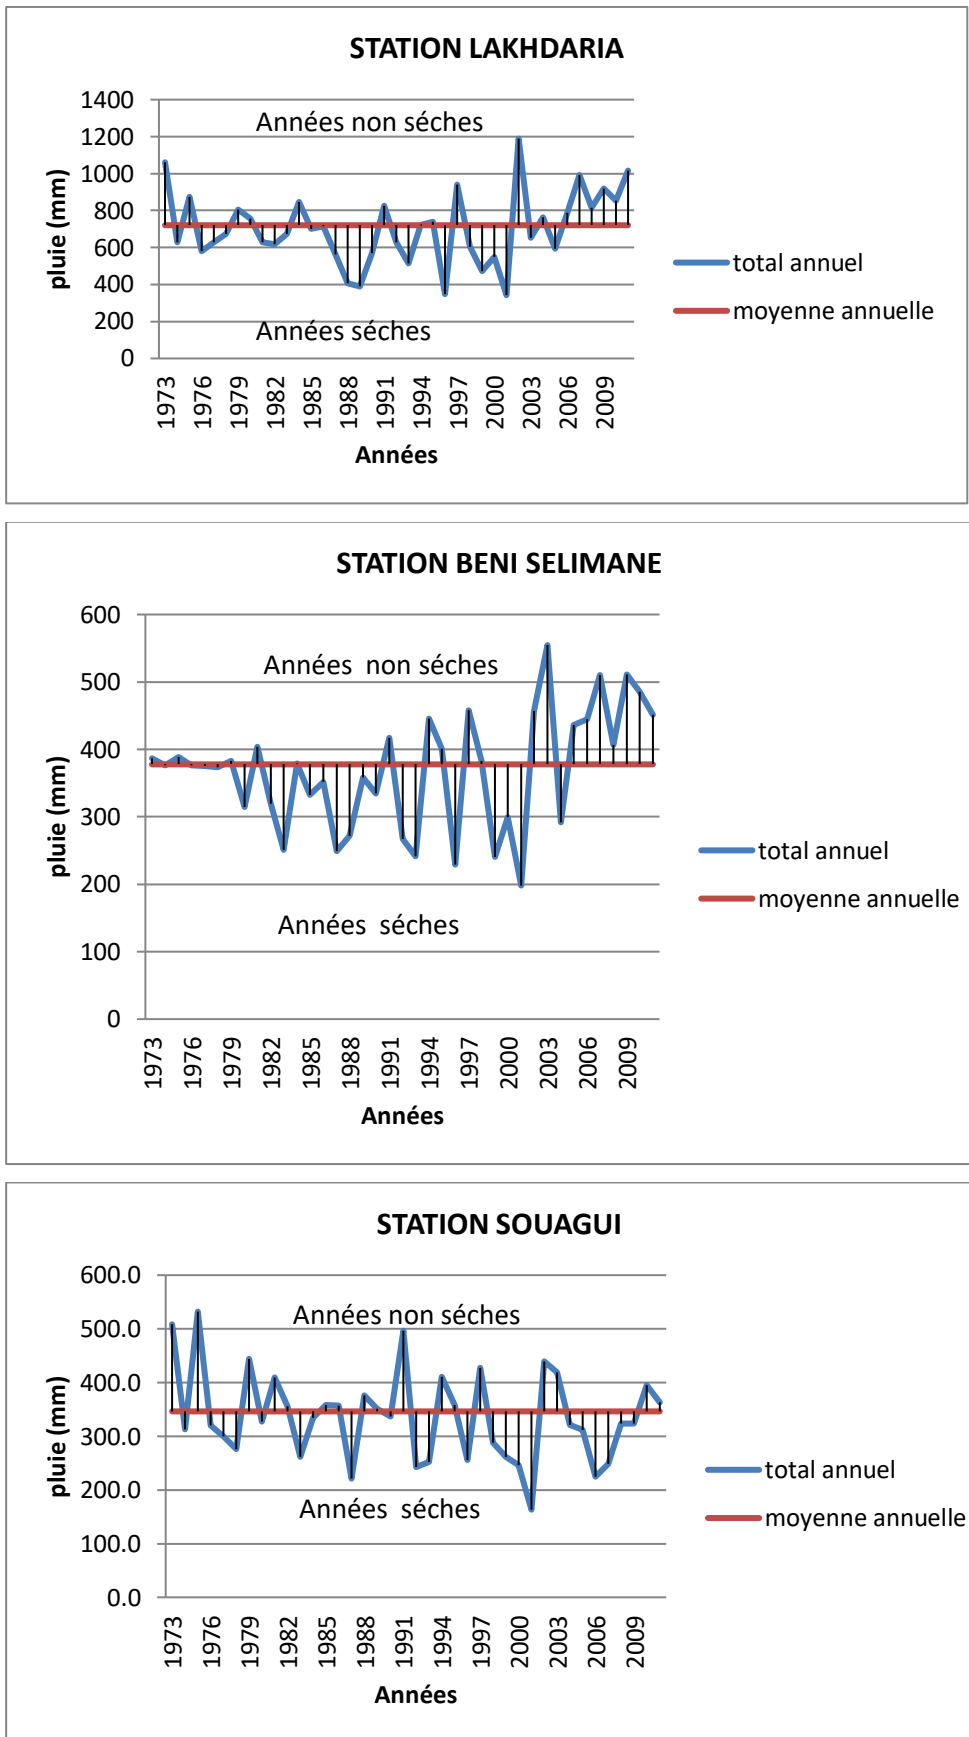 STATION LAKHDARIA
1400
1200
1000
800
600
400
200
0
pluie (mm)
Années non séches
Années séches
1973 1976 1979 1982 1985 1988 1991 1994 1997 2000 2003 2006 2009
Années
total annuel
moyenne annuelle
STATION BENI SELIMANE
600
500
400
300
200
100
0
pluie (mm)
Années  non séches
Années  séches
1973 1976 1979 1982 1985 1988 1991 1994 1997 2000 2003 2006 2009
Années
total annuel
moyenne annuelle
STATION SOUAGUI
600.0
500.0
400.0
300.0
200.0
100.0
0.0
pluie (mm)
Années non séches
Années  séches
1973 1976 1979 1982 1985 1988 1991 1994 1997 2000 2003 2006 2009
Années
total annuel
moyenne annuelle